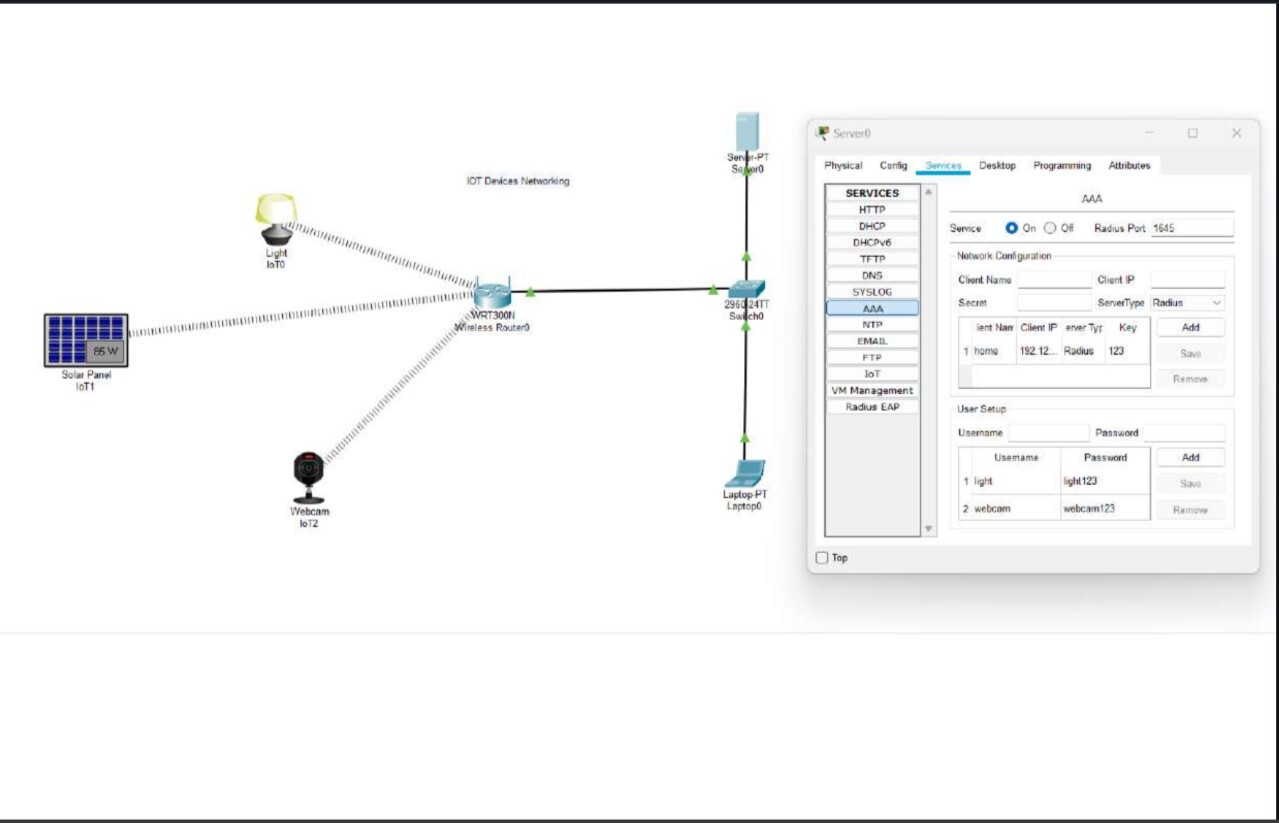 Server-PT
Server0
IOT Devices Networking
Light
IoT0
WRT300N
Wireless Router0
2960-24TT
Switch0
85 W
Solar Panel
IoT1
Webcam
IoT2
Laptop-PT
Laptop0
Server0
Physical Config Services Desktop Programming Attributes
SERVICES
HTTP
DHCP
DHCPv6
TFTP
DNS
SYSLOG
AAA
NTP
EMAIL
FTP
IoT
VM Management
Radius EAP
AAA
Service On Off Radius Port 1645
Network Configuration
Client Name Client IP
Secret ServerType Radius
ient Nam Client IP erver Typ Key
1 home 192.12... Radius 123
Add
Save
Remove
User Setup
Username Password
Username Password
1 light light123
2 webcam webcam123
Add
Save
Remove
Top